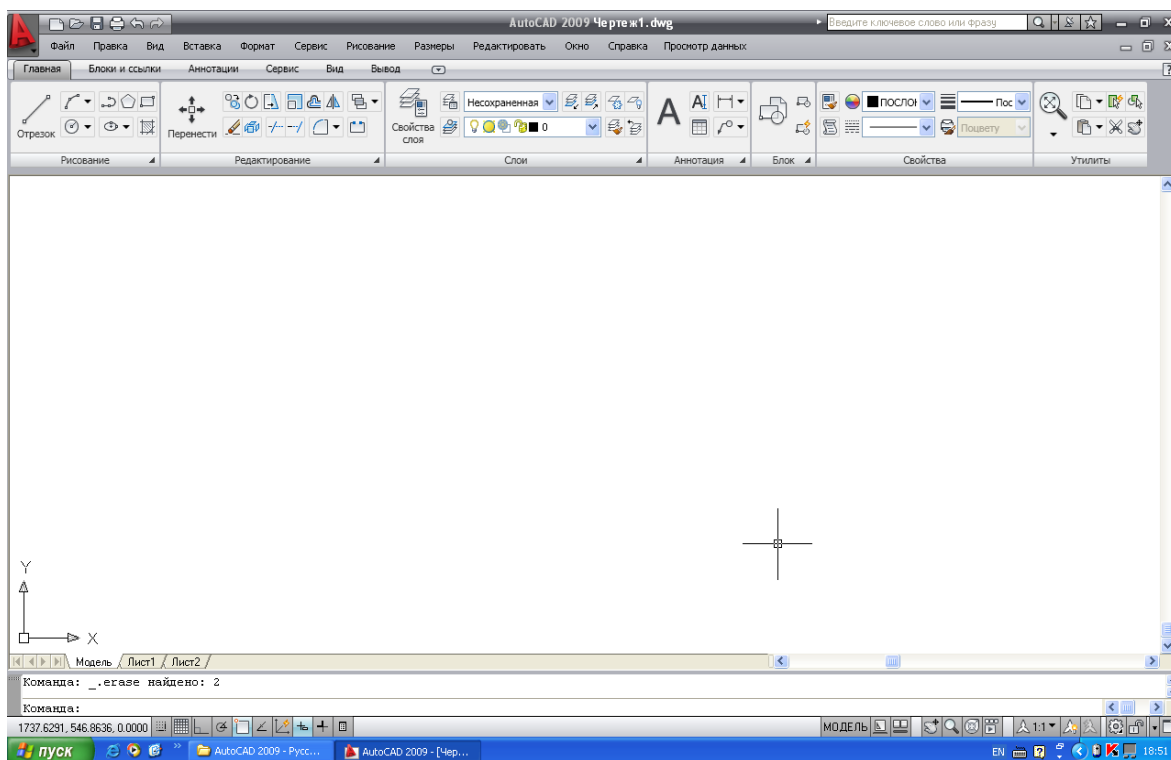 AutoCAD 2009 Чертеж1.dwg Введите ключевое слово или фразу
Файл Правка Вид Вставка Формат Сервис Рисование Размеры Редактировать Окно Справка Просмотр данных
Главная Блоки и ссылки Аннотации Сервис Вид Вывод
Несохраненная A AI ПОСЛОЙ Пос
Отрезок Перенести Свойства слоя 0 Поцвету
Рисование Редактирование Слои Аннотация Блок Свойства Утилиты
Y
X
Модель Лист1 Лист2
Команда: _.erase найдено: 2
Команда:
1737.6291, 546.8636, 0.0000 МОДЕЛЬ 1:1
пуск AutoCAD 2009 - Русс... AutoCAD 2009 - [Чер... EN 18:51